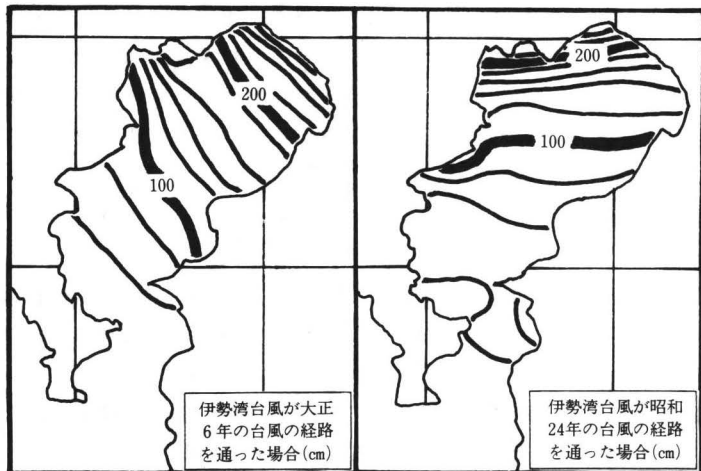 200
100
伊勢湾台風が大正
6年の台風の経路
を通った場合(cm)
200
100
伊勢湾台風が昭和
24年の台風の経路
を通った場合(cm)